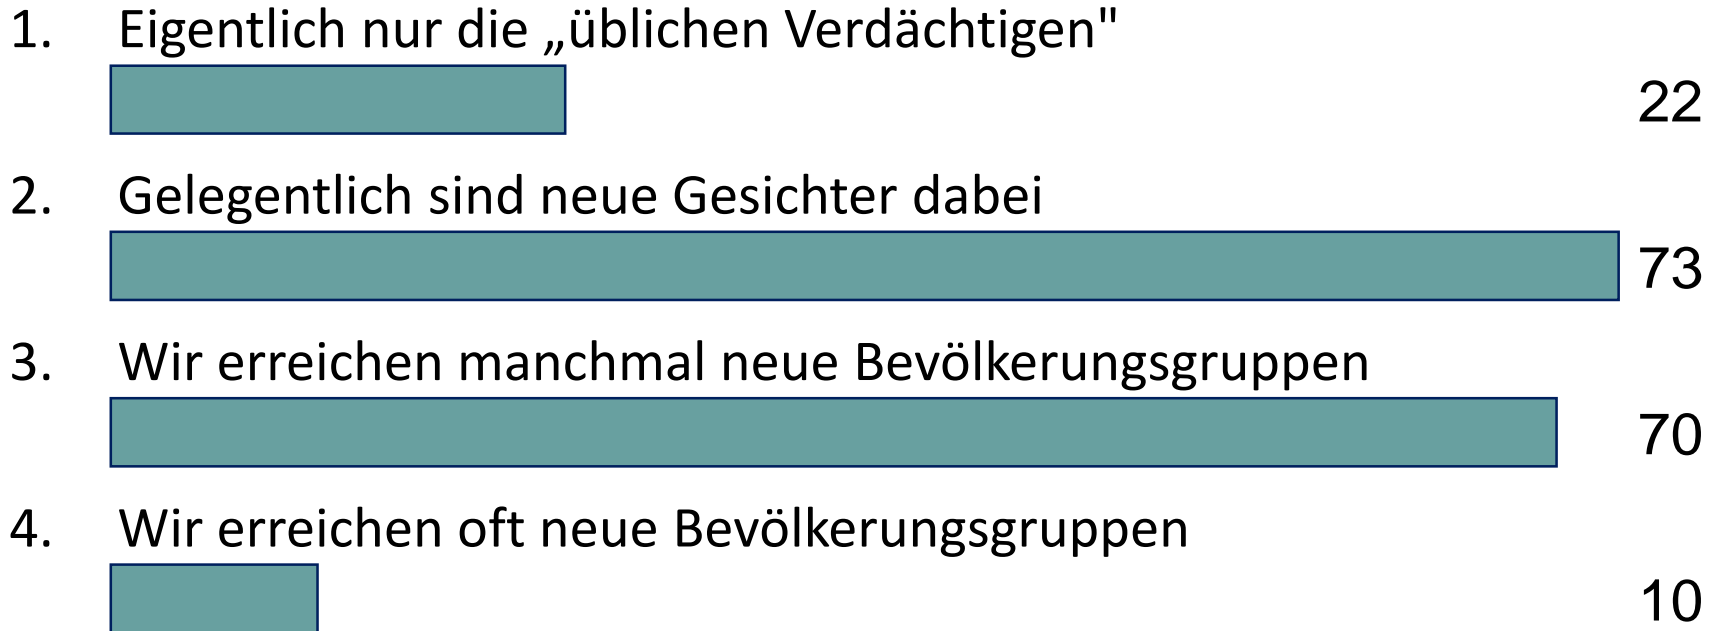 1. Eigentlich nur die „üblichen Verdächtigen"
22
2. Gelegentlich sind neue Gesichter dabei
73
3. Wir erreichen manchmal neue Bevölkerungsgruppen
70
4. Wir erreichen oft neue Bevölkerungsgruppen
10